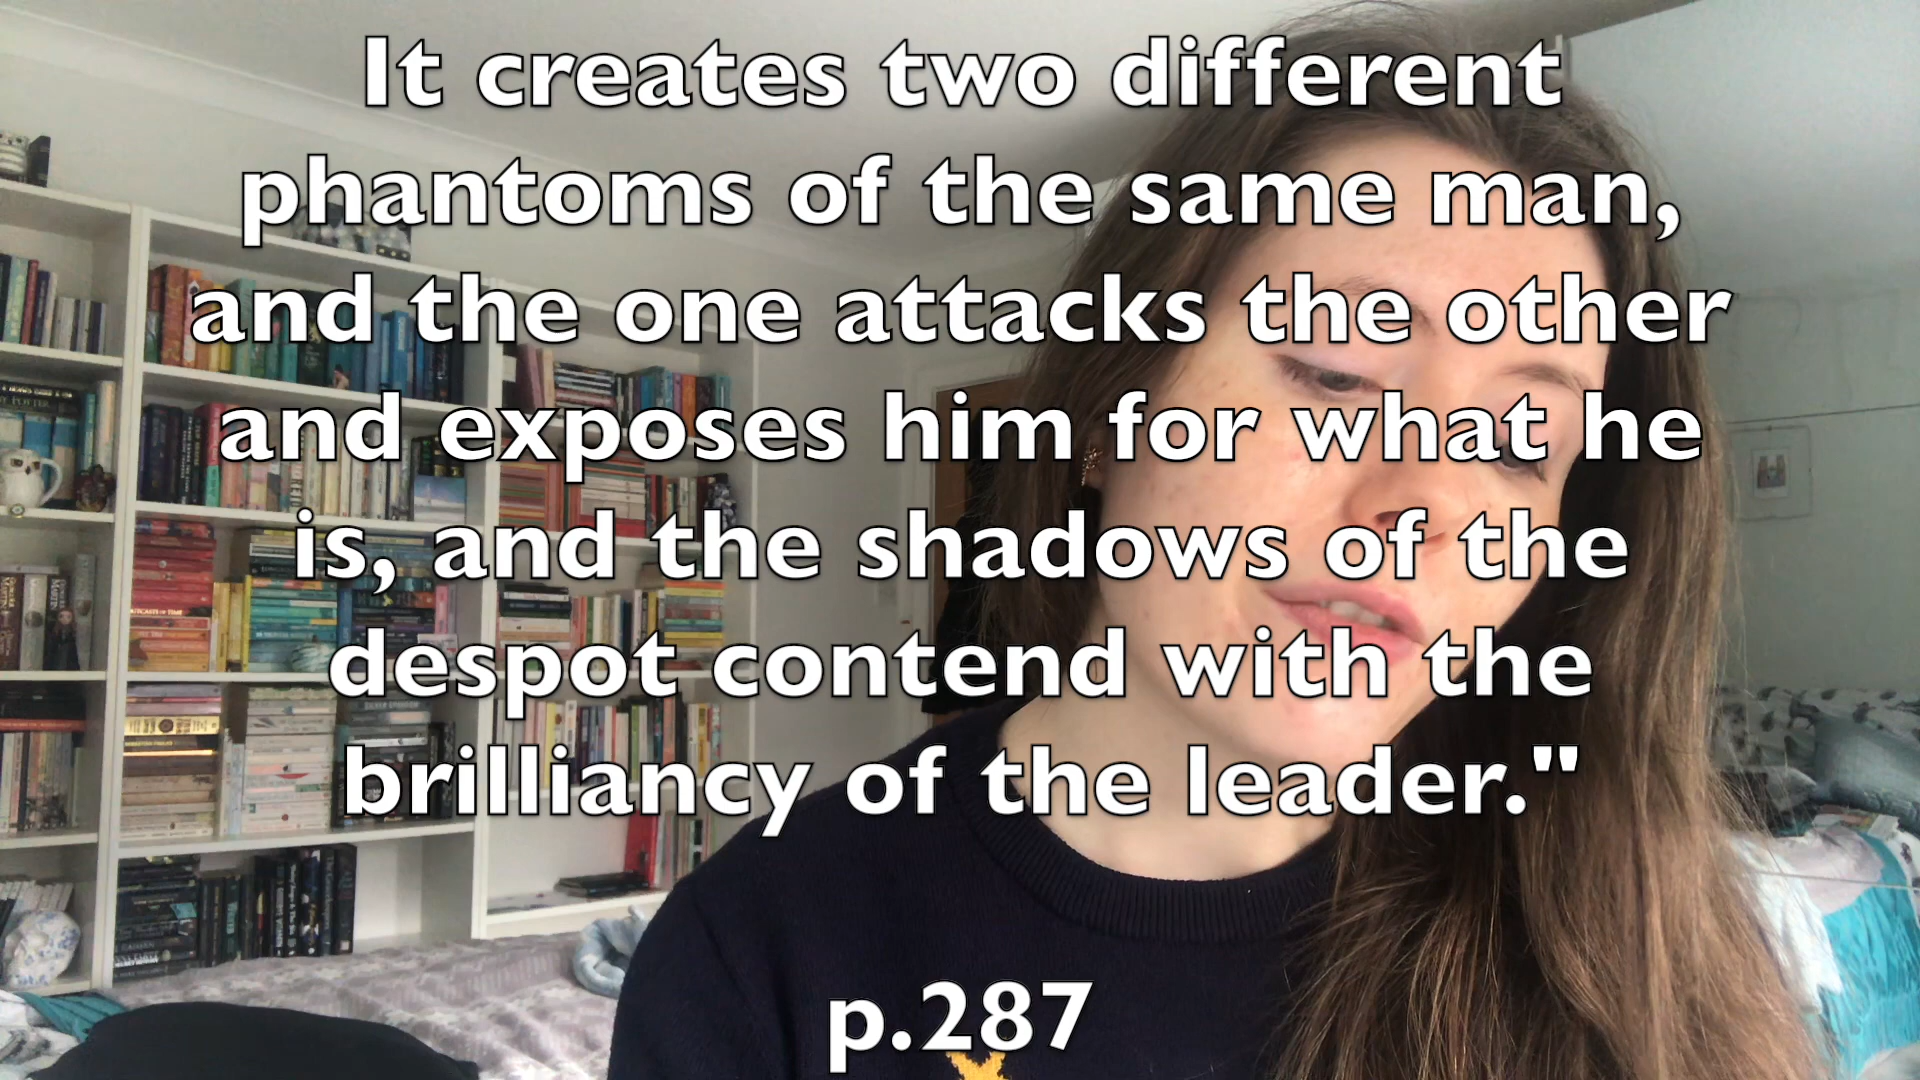 It creates two different
phantoms of the same man,
and the one attacks the other
and exposes him for what he
is, and the shadows of the
despot contend with the
brilliancy of the leader."
p.287